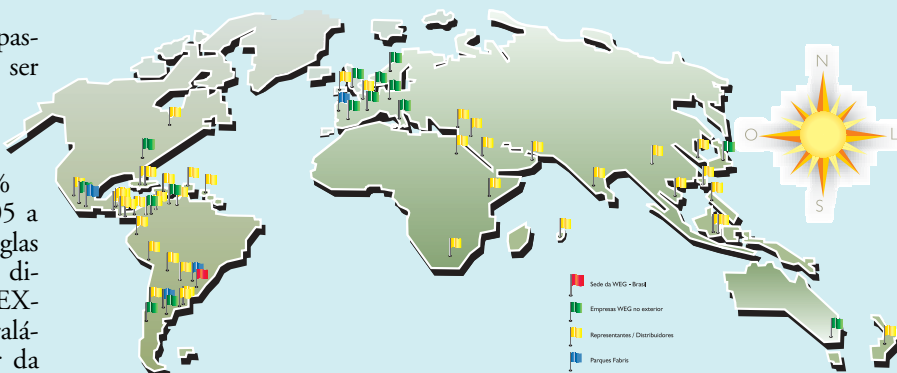 pas-
ser
%
05 a
glas
di-
EX-
alá-
r da
N
O
L
S
Sede da WEG - Brasil
Empresas WEG no exterior
Representantes / Distribuidores
Parques Fabris